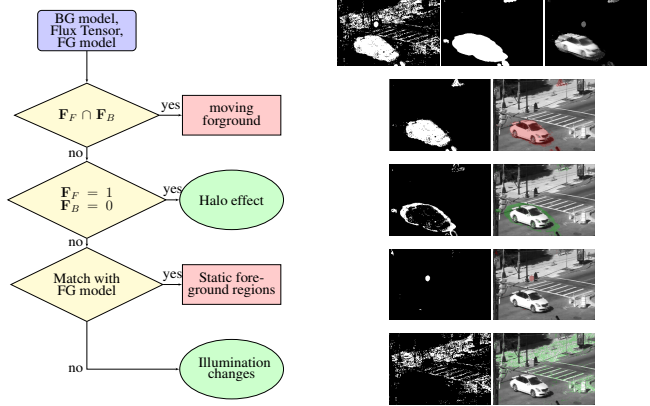 BG model,
Flux Tensor,
FG model
F_F ∩ F_B
yes
moving
forground
no
F_F = 1
F_B = 0
yes
Halo effect
no
Match with
FG model
yes
Static fore-
ground regions
no
Illumination
changes